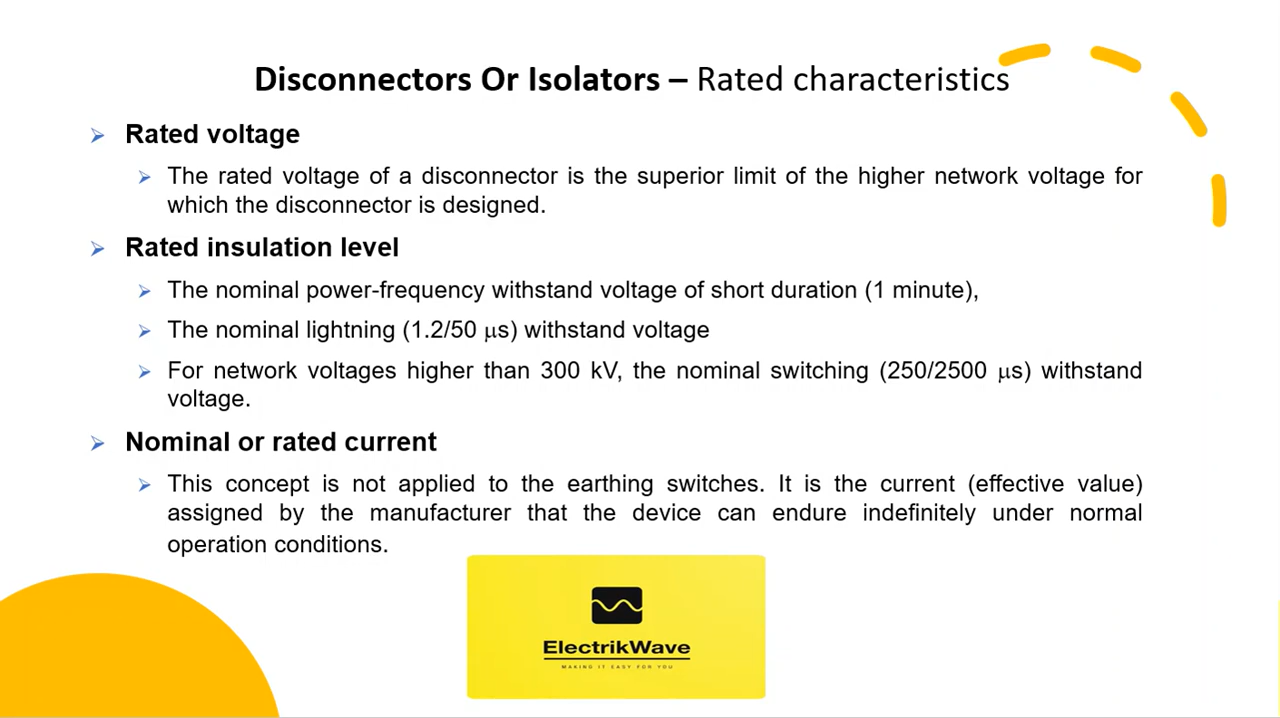 Disconnectors Or Isolators – Rated characteristics
Rated voltage
The rated voltage of a disconnector is the superior limit of the higher network voltage for
which the disconnector is designed.
Rated insulation level
The nominal power-frequency withstand voltage of short duration (1 minute),
The nominal lightning (1.2/50 μs) withstand voltage
For network voltages higher than 300 kV, the nominal switching (250/2500 μs) withstand
voltage.
Nominal or rated current
This concept is not applied to the earthing switches. It is the current (effective value)
assigned by the manufacturer that the device can endure indefinitely under normal
operation conditions.
ElectrikWave
MAKING IT EASY FOR YOU